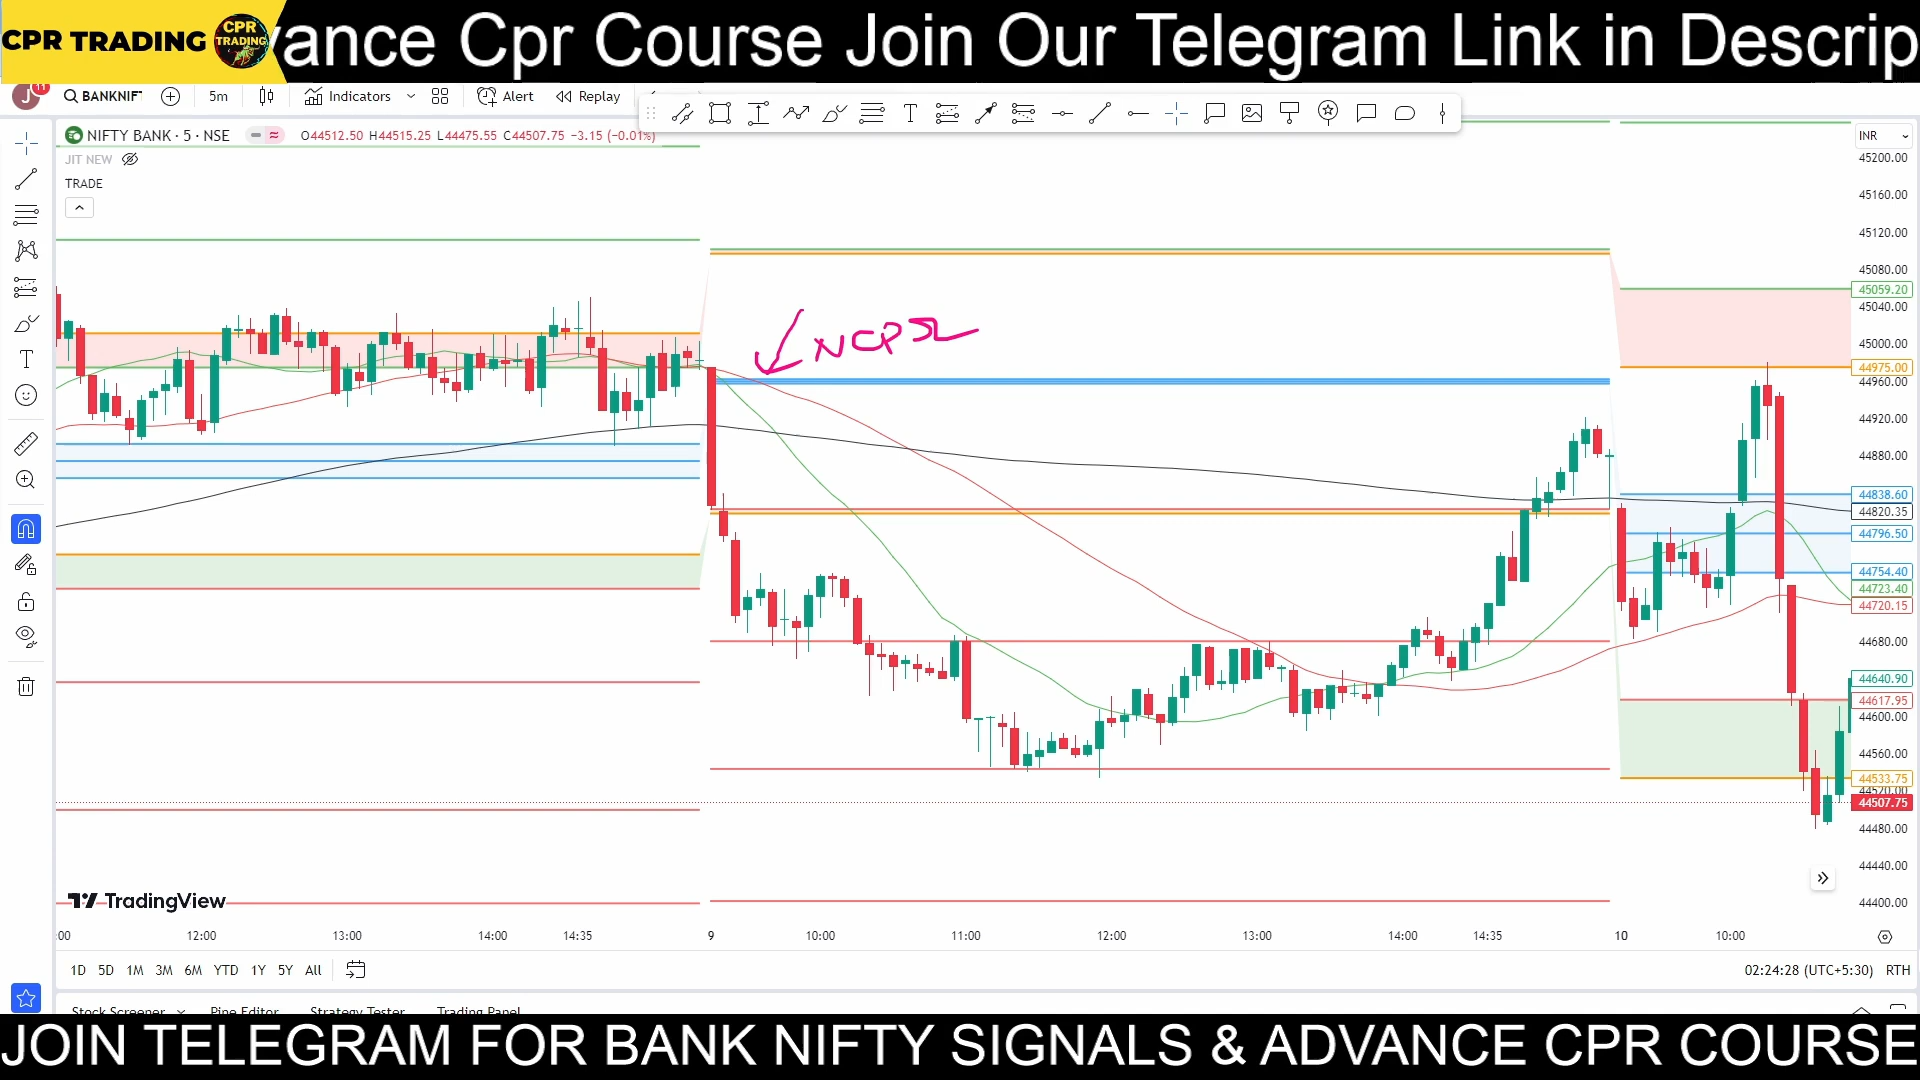 CPR TRADING
CPR
TRADING
vance Cpr Course Join Our Telegram Link in Descrip
J
11
BANKNIFT
5m
Indicators
Alert
Replay
NIFTY BANK · 5 · NSE
O44512.50 H44515.25 L44475.55 C44507.75 −3.15 (−0.01%)
INR
JIT NEW
TRADE
45200.00
45160.00
45120.00
45080.00
45059.20
45040.00
45000.00
44975.00
44960.00
44920.00
44880.00
44838.60
44820.35
44796.50
44754.40
44723.40
44720.15
44680.00
44640.90
44617.95
44600.00
44560.00
44533.75
44520.00
44507.75
44480.00
44440.00
44400.00
TradingView
:00
12:00
13:00
14:00
14:35
9
10:00
11:00
12:00
13:00
14:00
14:35
10
10:00
1D 5D 1M 3M 6M YTD 1Y 5Y All
02:24:28 (UTC+5:30) RTH
Stock Screener Pine Editor Strategy Tester Trading Panel
JOIN TELEGRAM FOR BANK NIFTY SIGNALS & ADVANCE CPR COURSE